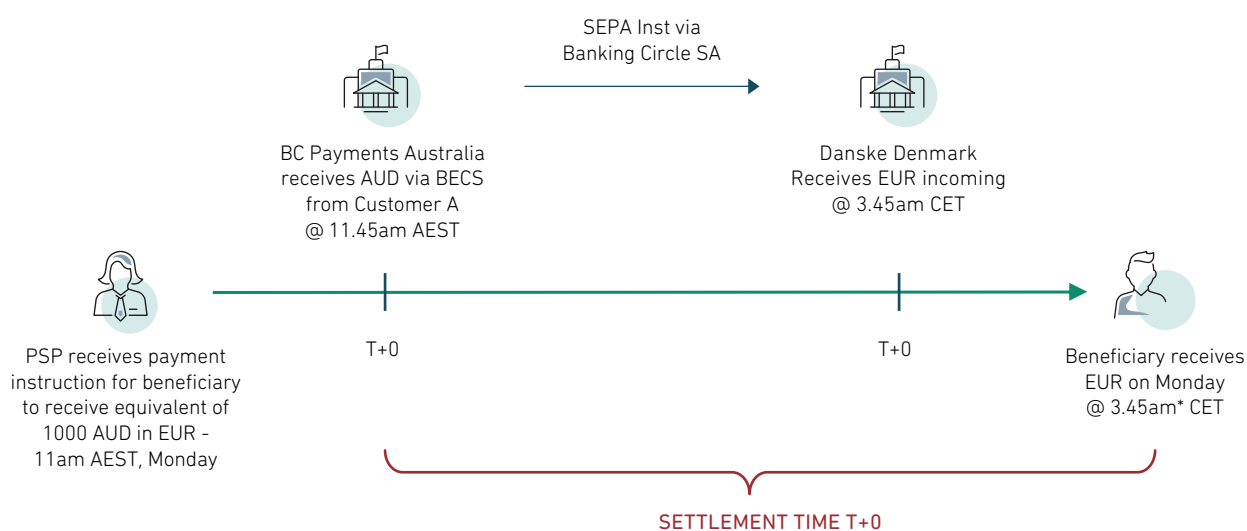 SEPA Inst via
Banking Circle SA
BC Payments Australia
receives AUD via BECS
from Customer A
@ 11.45am AEST
Danske Denmark
Receives EUR incoming
@ 3.45am CET
T+0
T+0
PSP receives payment
instruction for beneficiary
to receive equivalent of
1000 AUD in EUR -
11am AEST, Monday
Beneficiary receives
EUR on Monday
@ 3.45am* CET
SETTLEMENT TIME T+0